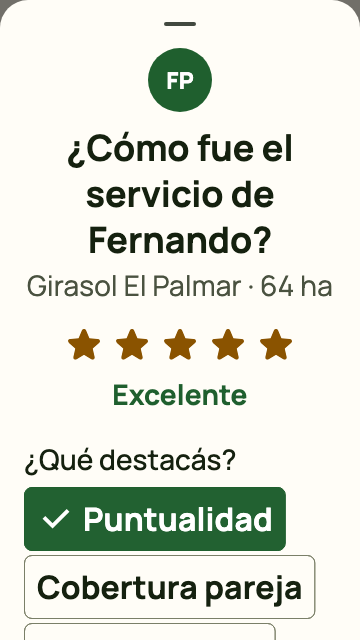 FP
¿Cómo fue el
servicio de
Fernando?
Girasol El Palmar · 64 ha
Excelente
¿Qué destacás?
Puntualidad
Cobertura pareja